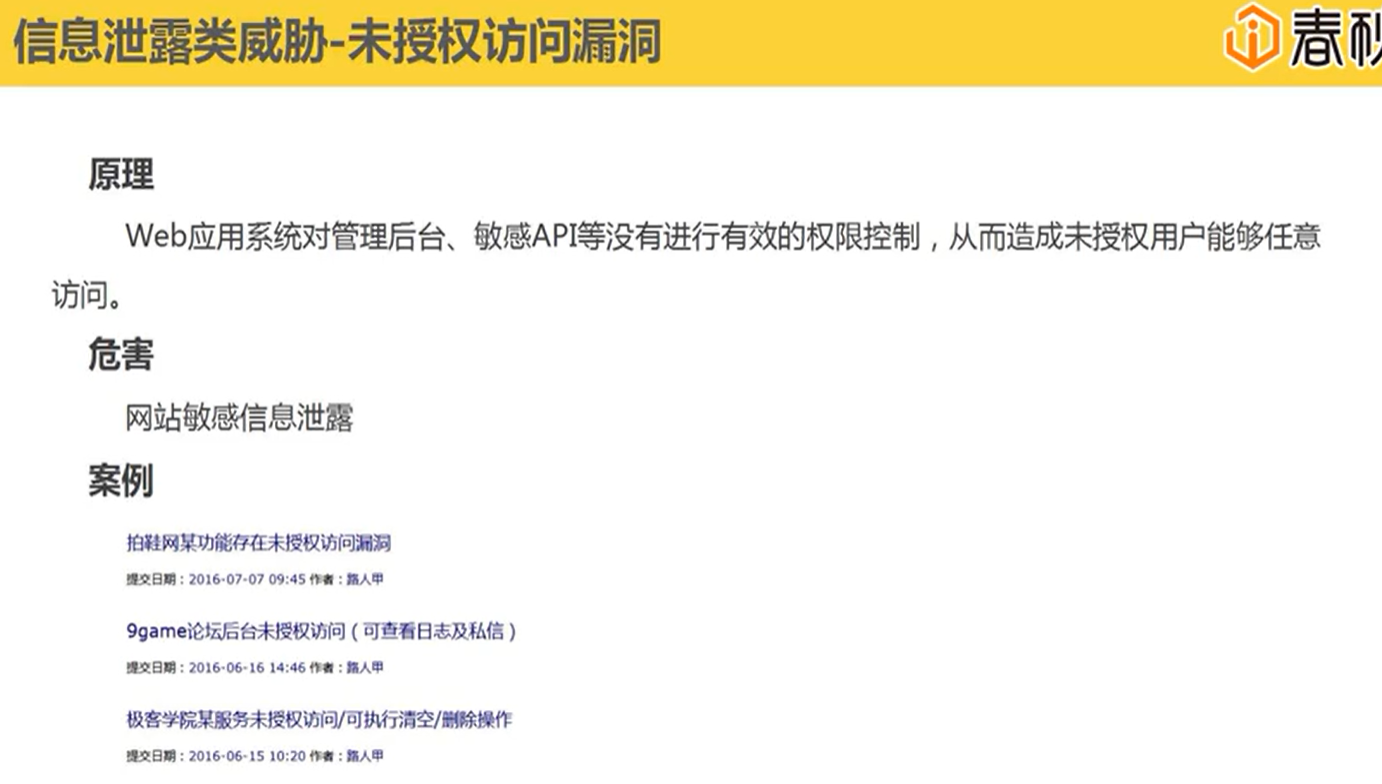 信息泄露类威胁-未授权访问漏洞
春秋
原理
Web应用系统对管理后台、敏感API等没有进行有效的权限控制，从而造成未授权用户能够任意
访问。
危害
网站敏感信息泄露
案例
拍鞋网某功能存在未授权访问漏洞
提交日期：2016-07-07 09:45 作者：路人甲
9game论坛后台未授权访问（可查看日志及私信）
提交日期：2016-06-16 14:46 作者：路人甲
极客学院某服务未授权访问/可执行清空/删除操作
提交日期：2016-06-15 10:20 作者：路人甲